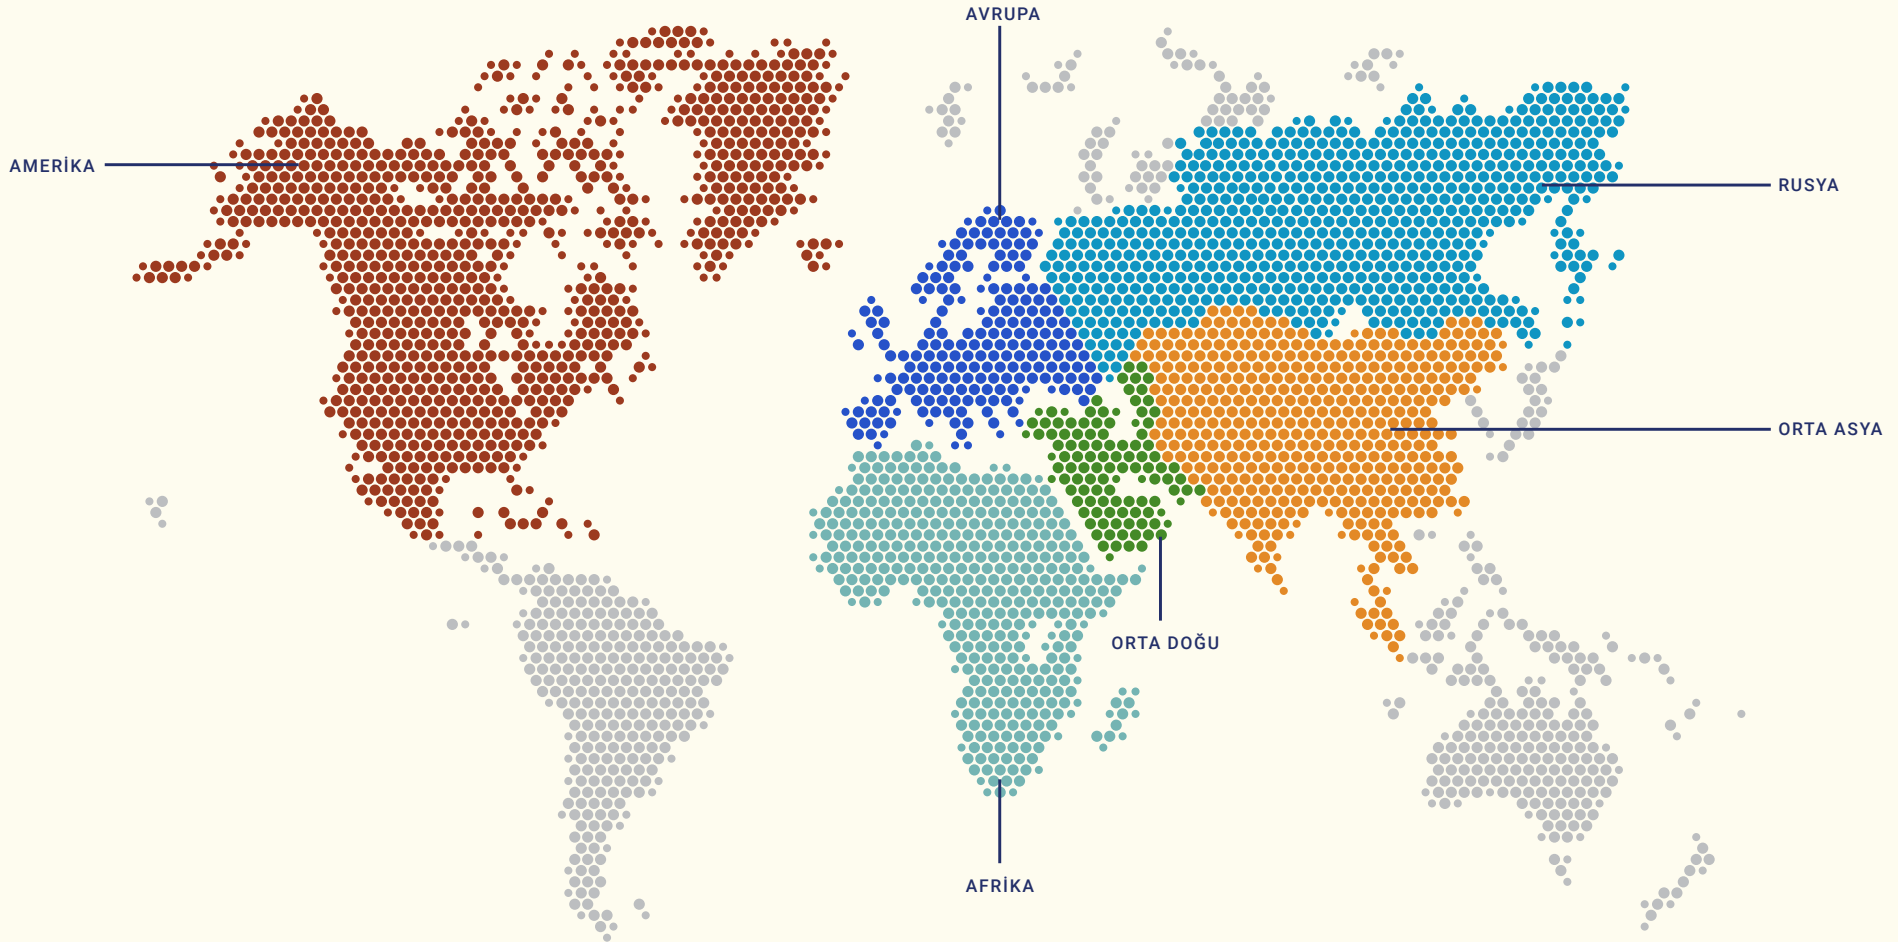 AVRUPA
AMERİKA
RUSYA
ORTA ASYA
ORTA DOĞU
AFRİKA